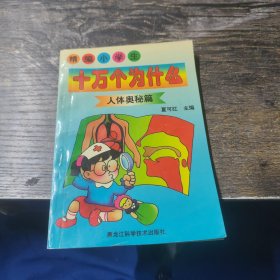 精编小学生
十万个为什么
人体奥秘篇
夏可红 主编
黑龙江科学技术出版社